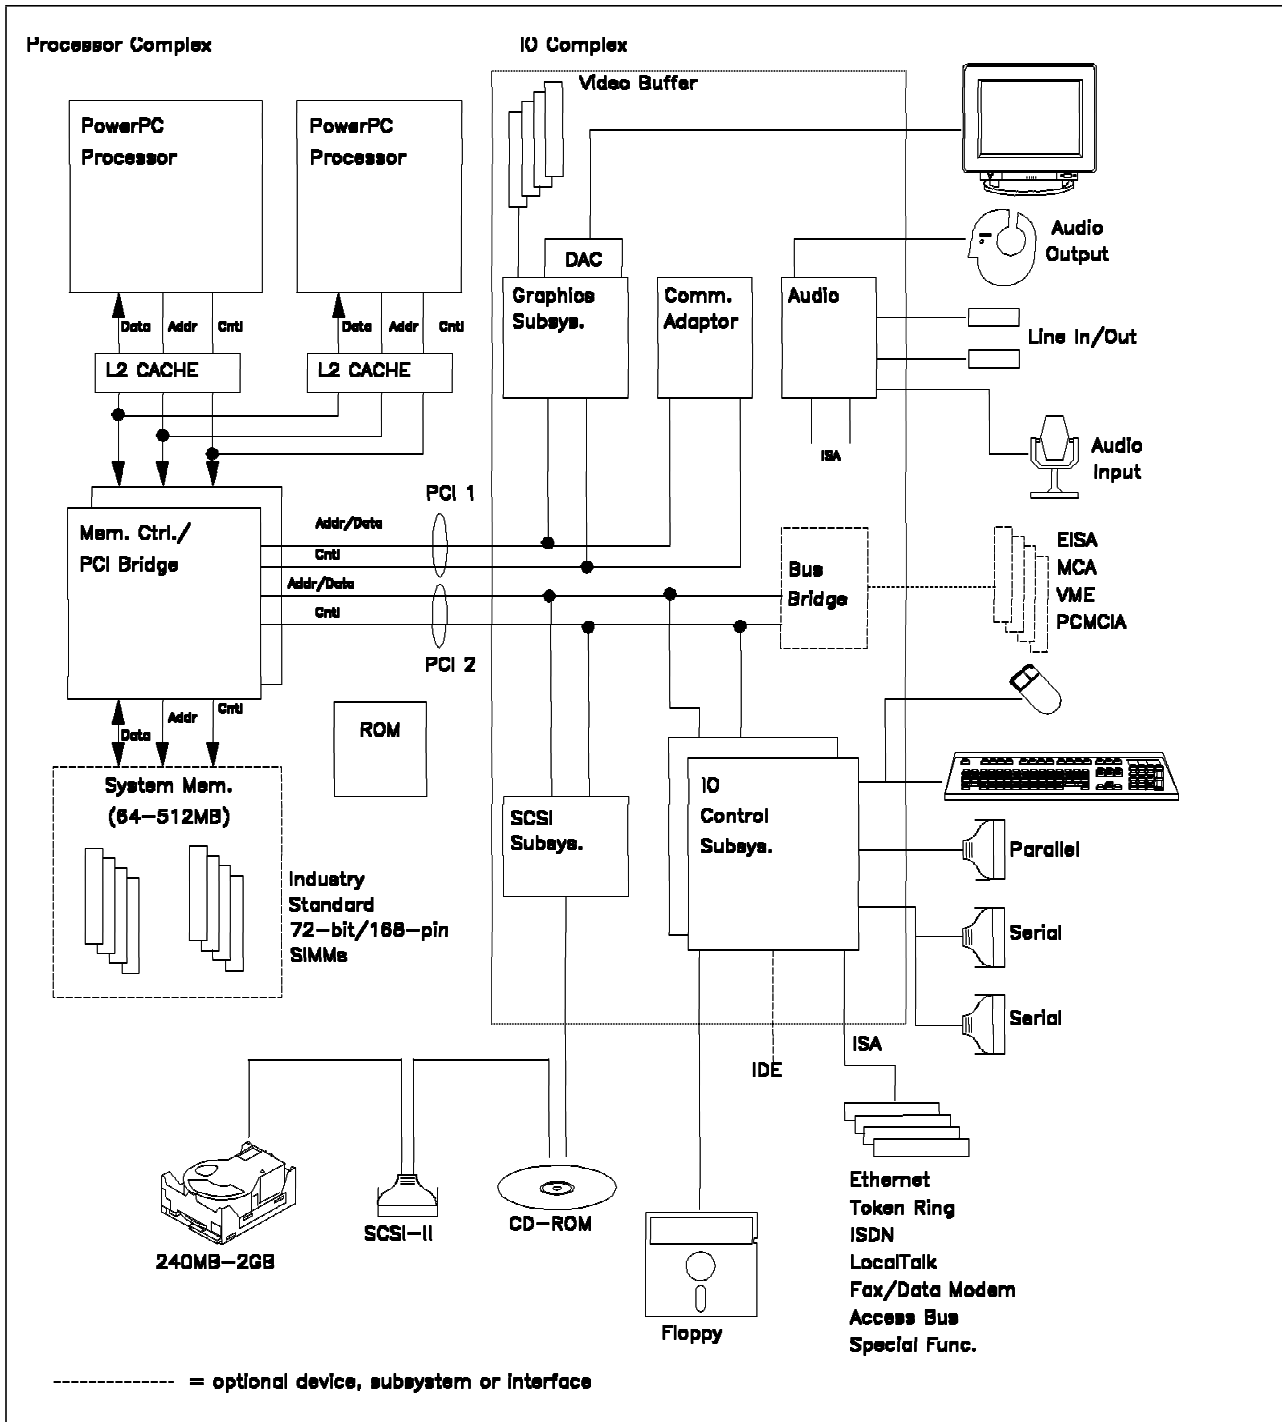 Processor Complex
IO Complex
Video Buffer
PowerPC
Processor
PowerPC
Processor
DAC
Audio
Output
Graphics
Subsys.
Comm.
Adaptor
Audio
Line In/Out
Data Addr Cntl
Data Addr Cntl
L2 CACHE
L2 CACHE
ISA
Audio
Input
PCI 1
Mem. Ctrl./
PCI Bridge
Addr/Data
Cntl
Addr/Data
Cntl
PCI 2
Bus
Bridge
EISA
MCA
VME
PCMCIA
Data
Addr
Cntl
ROM
System Mem.
(64-512MB)
Industry
Standard
72-bit/168-pin
SIMMs
SCSI
Subsys.
IO
Control
Subsys.
Parallel
Serial
Serial
IDE
ISA
240MB-2GB
SCSI-II
CD-ROM
Floppy
Ethernet
Token Ring
ISDN
LocalTalk
Fax/Data Modem
Access Bus
Special Func.
-------------- = optional device, subsystem or interface